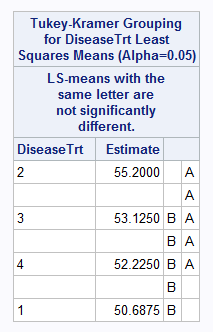 Tukey-Kramer Grouping
for DiseaseTrt Least
Squares Means (Alpha=0.05)
LS-means with the
same letter are
not significantly
different.
DiseaseTrt Estimate
2 55.2000 A
A
3 53.1250 B A
B A
4 52.2250 B A
B
1 50.6875 B